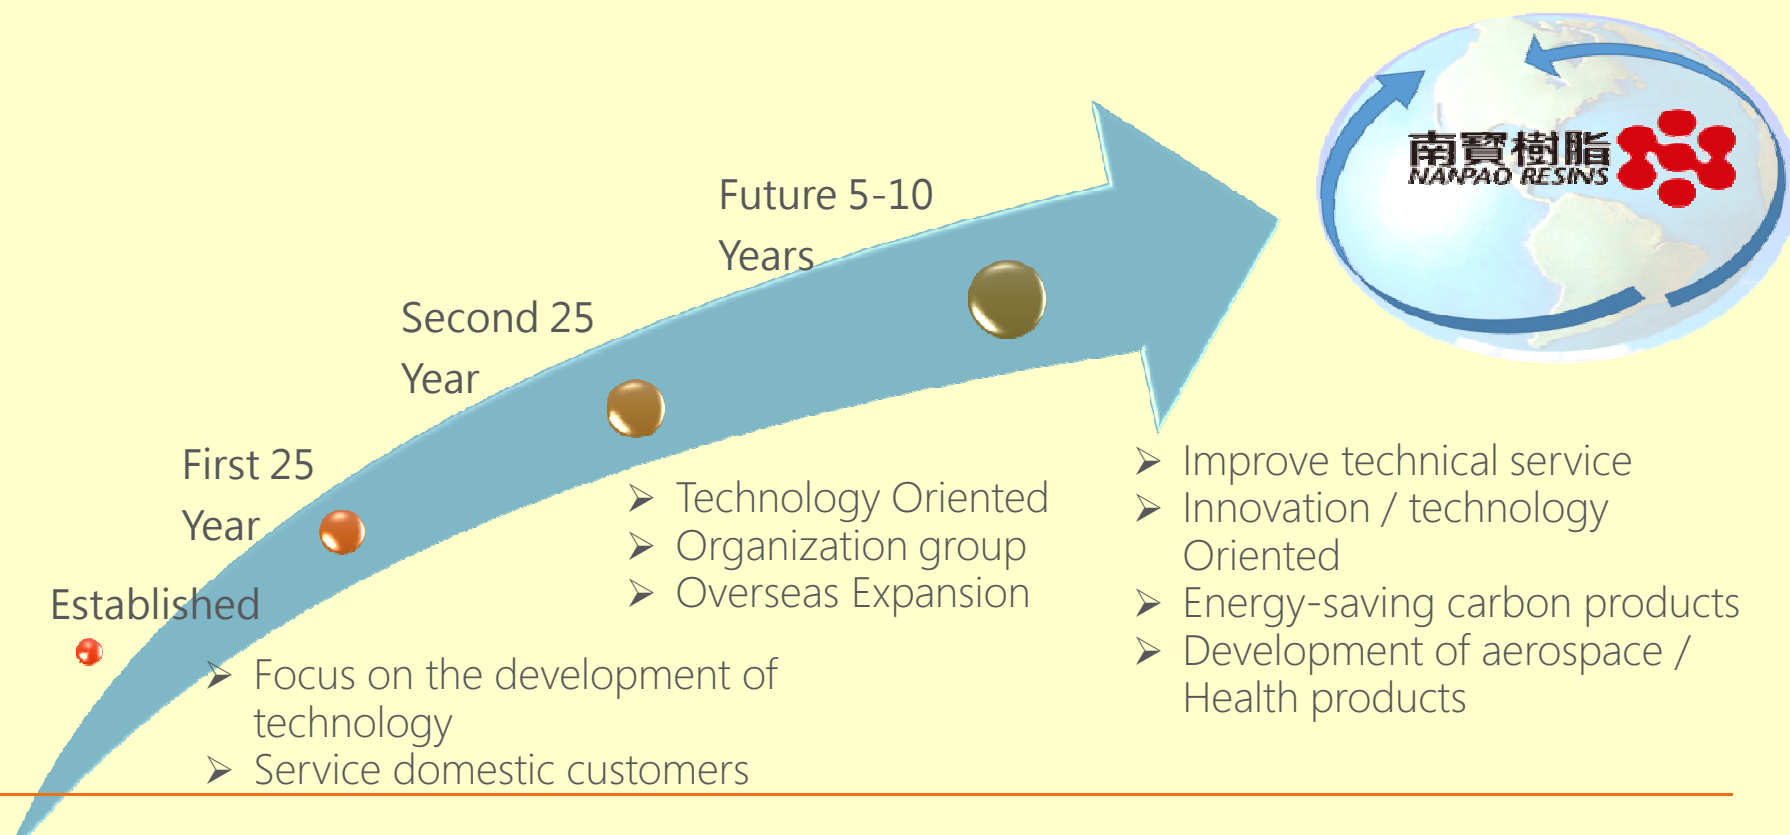 南寶樹脂
NANPAO RESINS
Future 5-10
Years
Second 25
Year
First 25
Year
Established
➢ Focus on the development of
technology
➢ Service domestic customers
➢ Technology Oriented
➢ Organization group
➢ Overseas Expansion
➢ Improve technical service
➢ Innovation / technology
Oriented
➢ Energy-saving carbon products
➢ Development of aerospace /
Health products